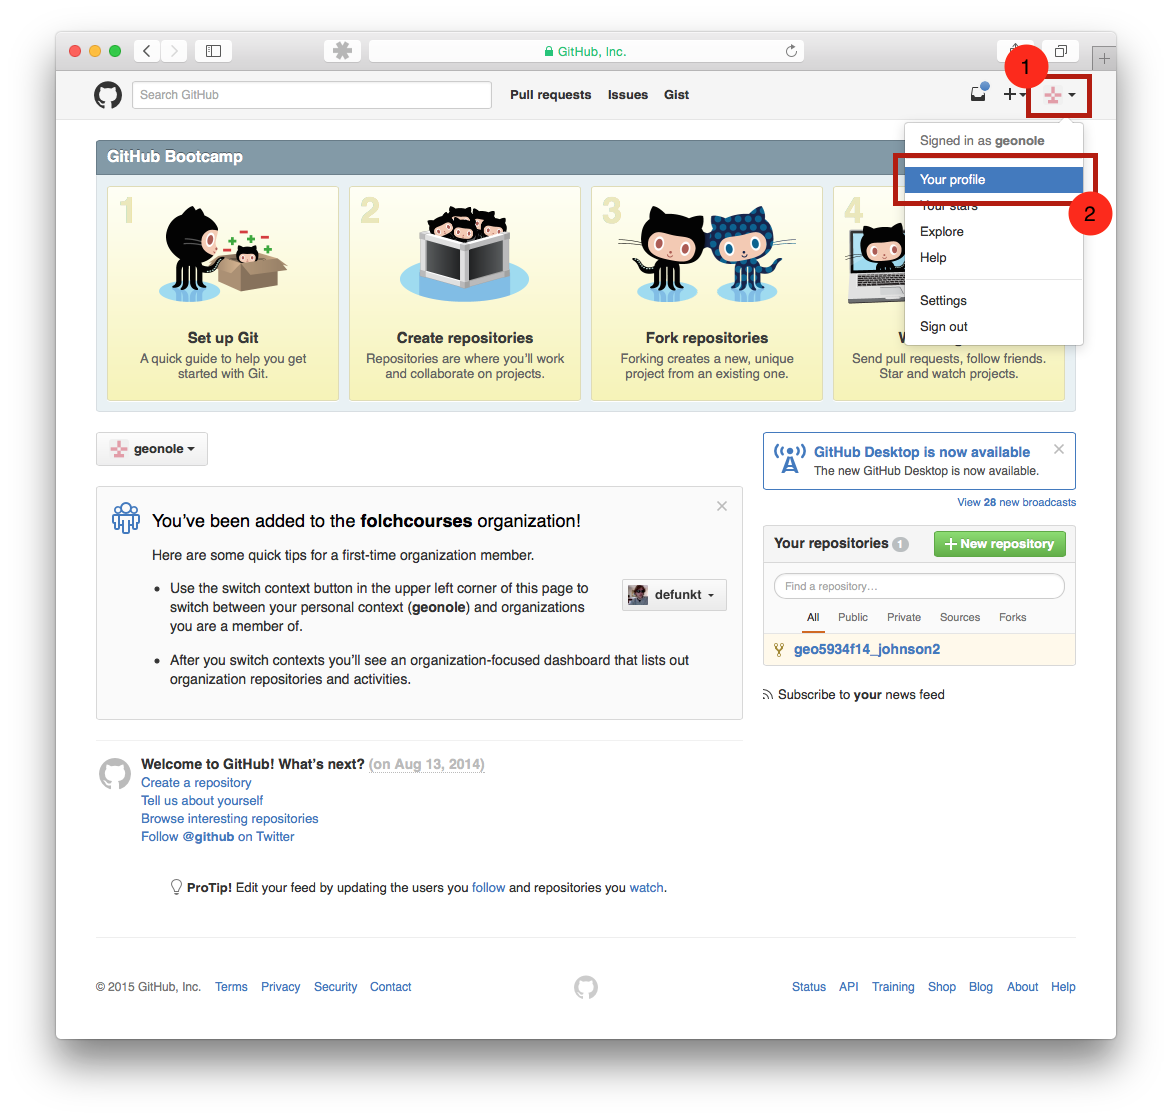 GitHub, Inc.
Search GitHub
Pull requests Issues Gist
1
Signed in as geonole
Your profile
2
Your stars
Explore
Help
Settings
Sign out
GitHub Bootcamp
1
Set up Git
A quick guide to help you get
started with Git.
2
Create repositories
Repositories are where you'll work
and collaborate on projects.
3
Fork repositories
Forking creates a new, unique
project from an existing one.
4
Send pull requests, follow friends.
Star and watch projects.
geonole
You've been added to the folchcourses organization!
Here are some quick tips for a first-time organization member.
• Use the switch context button in the upper left corner of this page to
switch between your personal context (geonole) and organizations
you are a member of.
defunkt
• After you switch contexts you'll see an organization-focused dashboard that lists out
organization repositories and activities.
GitHub Desktop is now available
The new GitHub Desktop is now available.
View 28 new broadcasts
Your repositories 1
New repository
Find a repository...
All Public Private Sources Forks
geo5934f14_johnson2
Subscribe to your news feed
Welcome to GitHub! What's next? (on Aug 13, 2014)
Create a repository
Tell us about yourself
Browse interesting repositories
Follow @github on Twitter
ProTip! Edit your feed by updating the users you follow and repositories you watch.
© 2015 GitHub, Inc. Terms Privacy Security Contact
Status API Training Shop Blog About Help